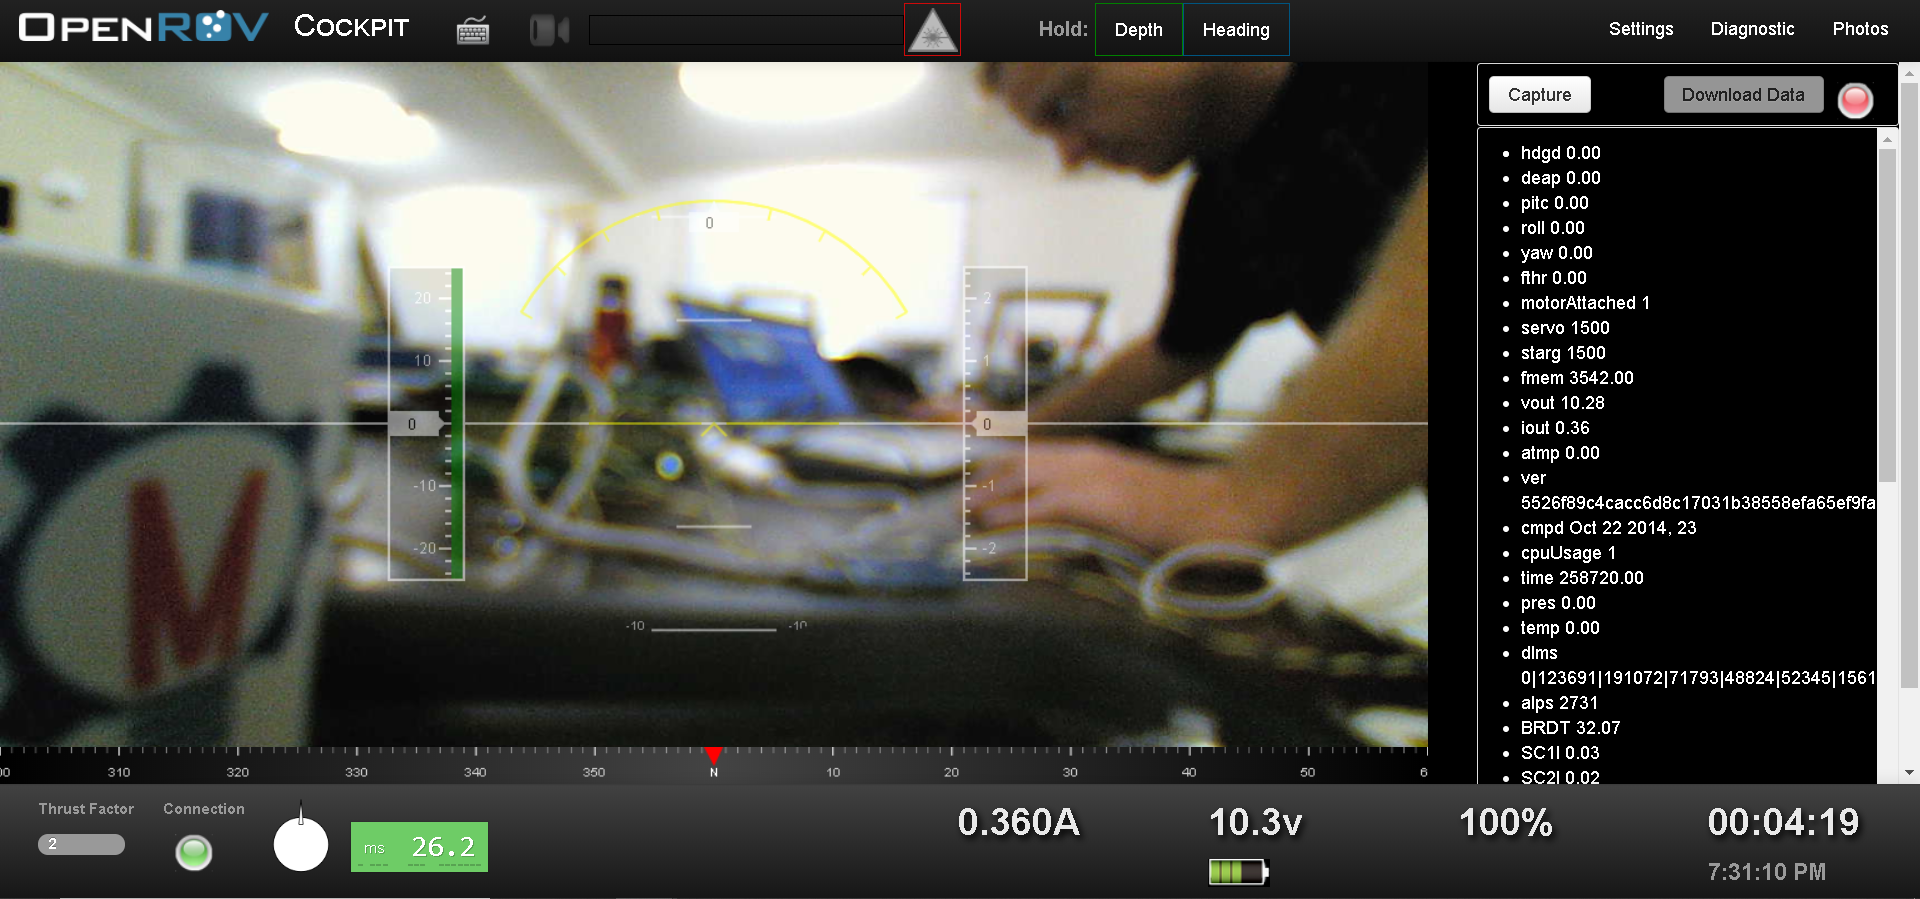 OPENROV COCKPIT Hold: Depth Heading Settings Diagnostic Photos
Capture Download Data
hdgd 0.00
deap 0.00
pitc 0.00
roll 0.00
yaw 0.00
fthr 0.00
motorAttached 1
servo 1500
starg 1500
fmem 3542.00
vout 10.28
iout 0.36
atmp 0.00
ver
5526f89c4cacc6d8c17031b38558efa65ef9fa
cmpd Oct 22 2014, 23
cpuUsage 1
time 258720.00
pres 0.00
temp 0.00
dlms
0|123691|191072|71793|48824|52345|1561
alps 2731
BRDT 32.07
SC1I 0.03
SC2I 0.02
0
20
10
0
-10
-20
2
1
0
-1
-2
-10 -10
M
00 310 320 330 340 350 N 10 20 30 40 50 6
Thrust Factor Connection
2
ms 26.2
0.360A 10.3v 100% 00:04:19
7:31:10 PM